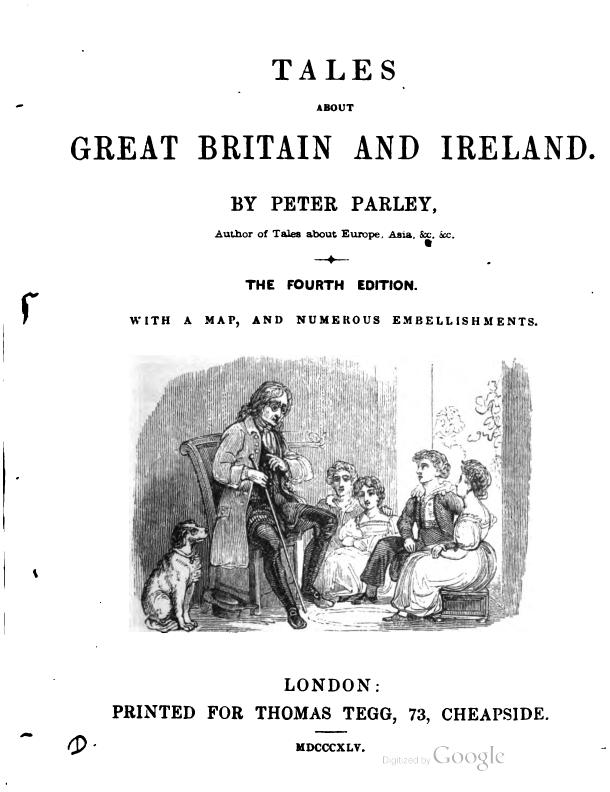 TALES
ABOUT
GREAT BRITAIN AND IRELAND.
BY PETER PARLEY,
Author of Tales about Europe, Asia, &c. &c.
THE FOURTH EDITION.
WITH A MAP, AND NUMEROUS EMBELLISHMENTS.
LONDON:
PRINTED FOR THOMAS TEGG, 73, CHEAPSIDE.
MDCCCXLV.
Digitized by Google